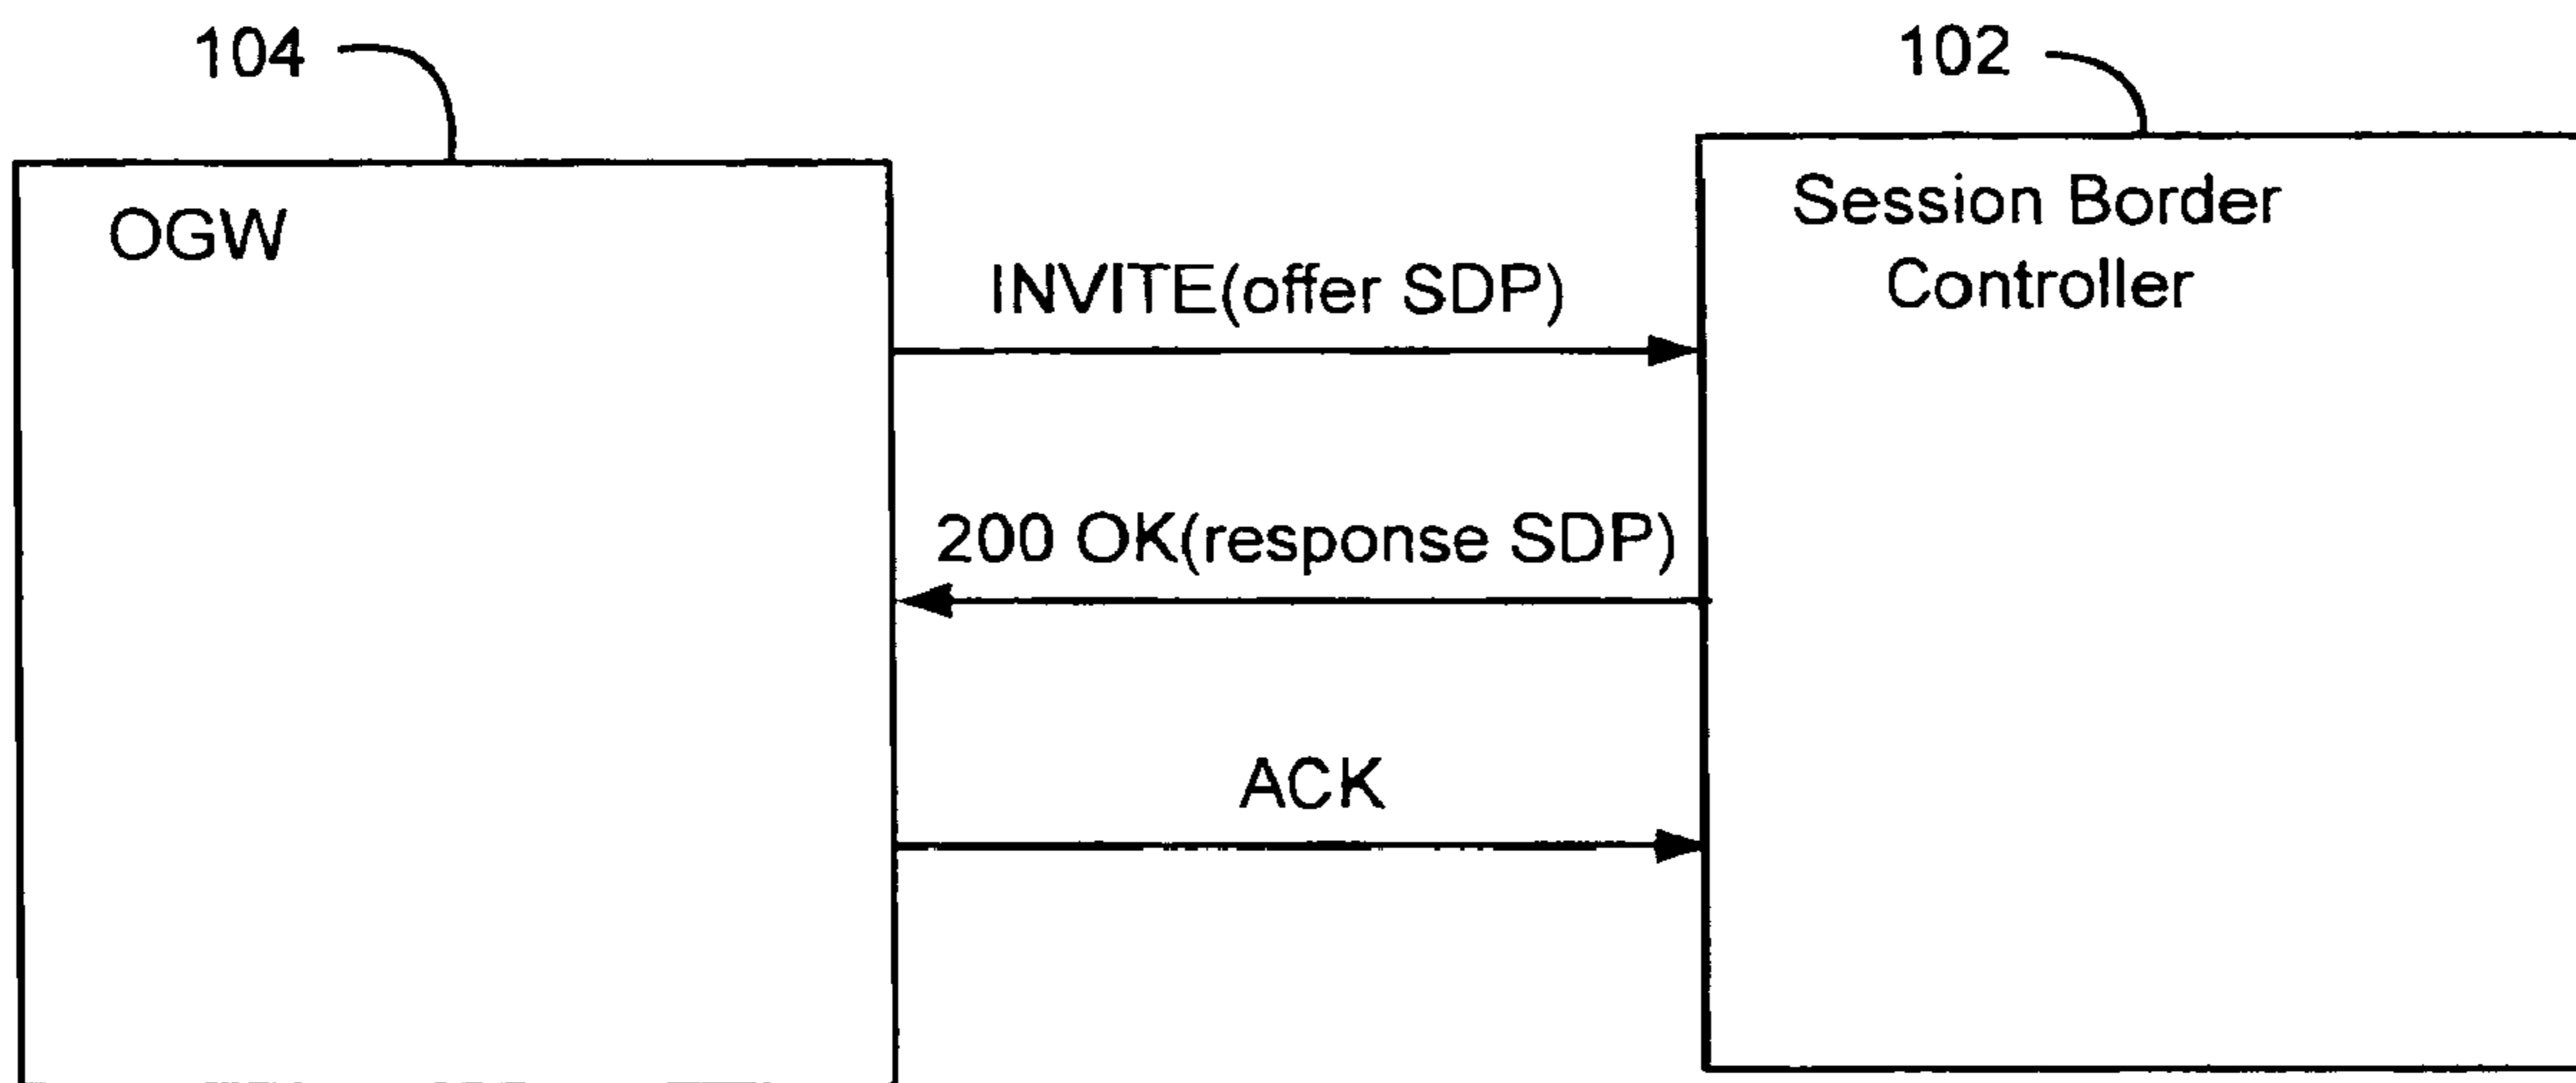 104
102
OGW
Session Border
Controller
INVITE(offer SDP)
200 OK(response SDP)
ACK